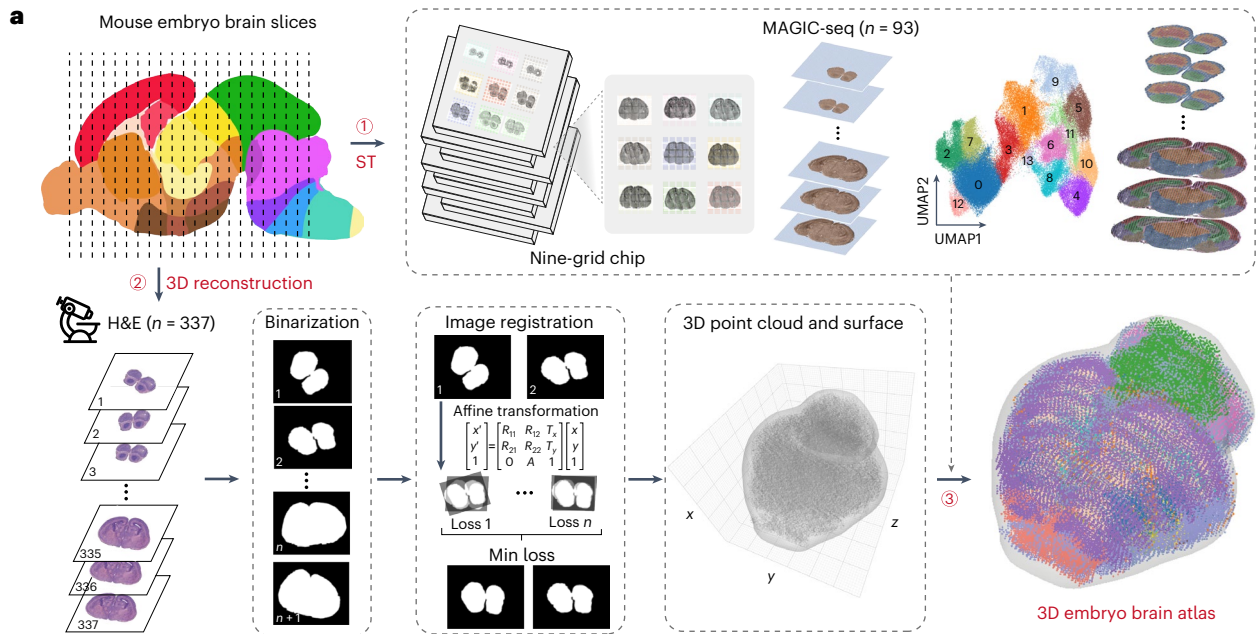 a
Mouse embryo brain slices
①
ST
MAGIC-seq (n = 93)
Nine-grid chip
UMAP2
UMAP1
9
1
5
11
7
2
3
6
13
10
8
0
4
12
②
3D reconstruction
H&E (n = 337)
1
2
3
335
336
337
Binarization
1
2
n
n + 1
Image registration
1
2
Affine transformation
x′ R₁₁ R₁₂ Tₓ x
y′ = R₂₁ R₂₂ Tᵧ y
1 0 A 1 1
Loss 1
Loss n
Min loss
3D point cloud and surface
x
y
z
③
3D embryo brain atlas